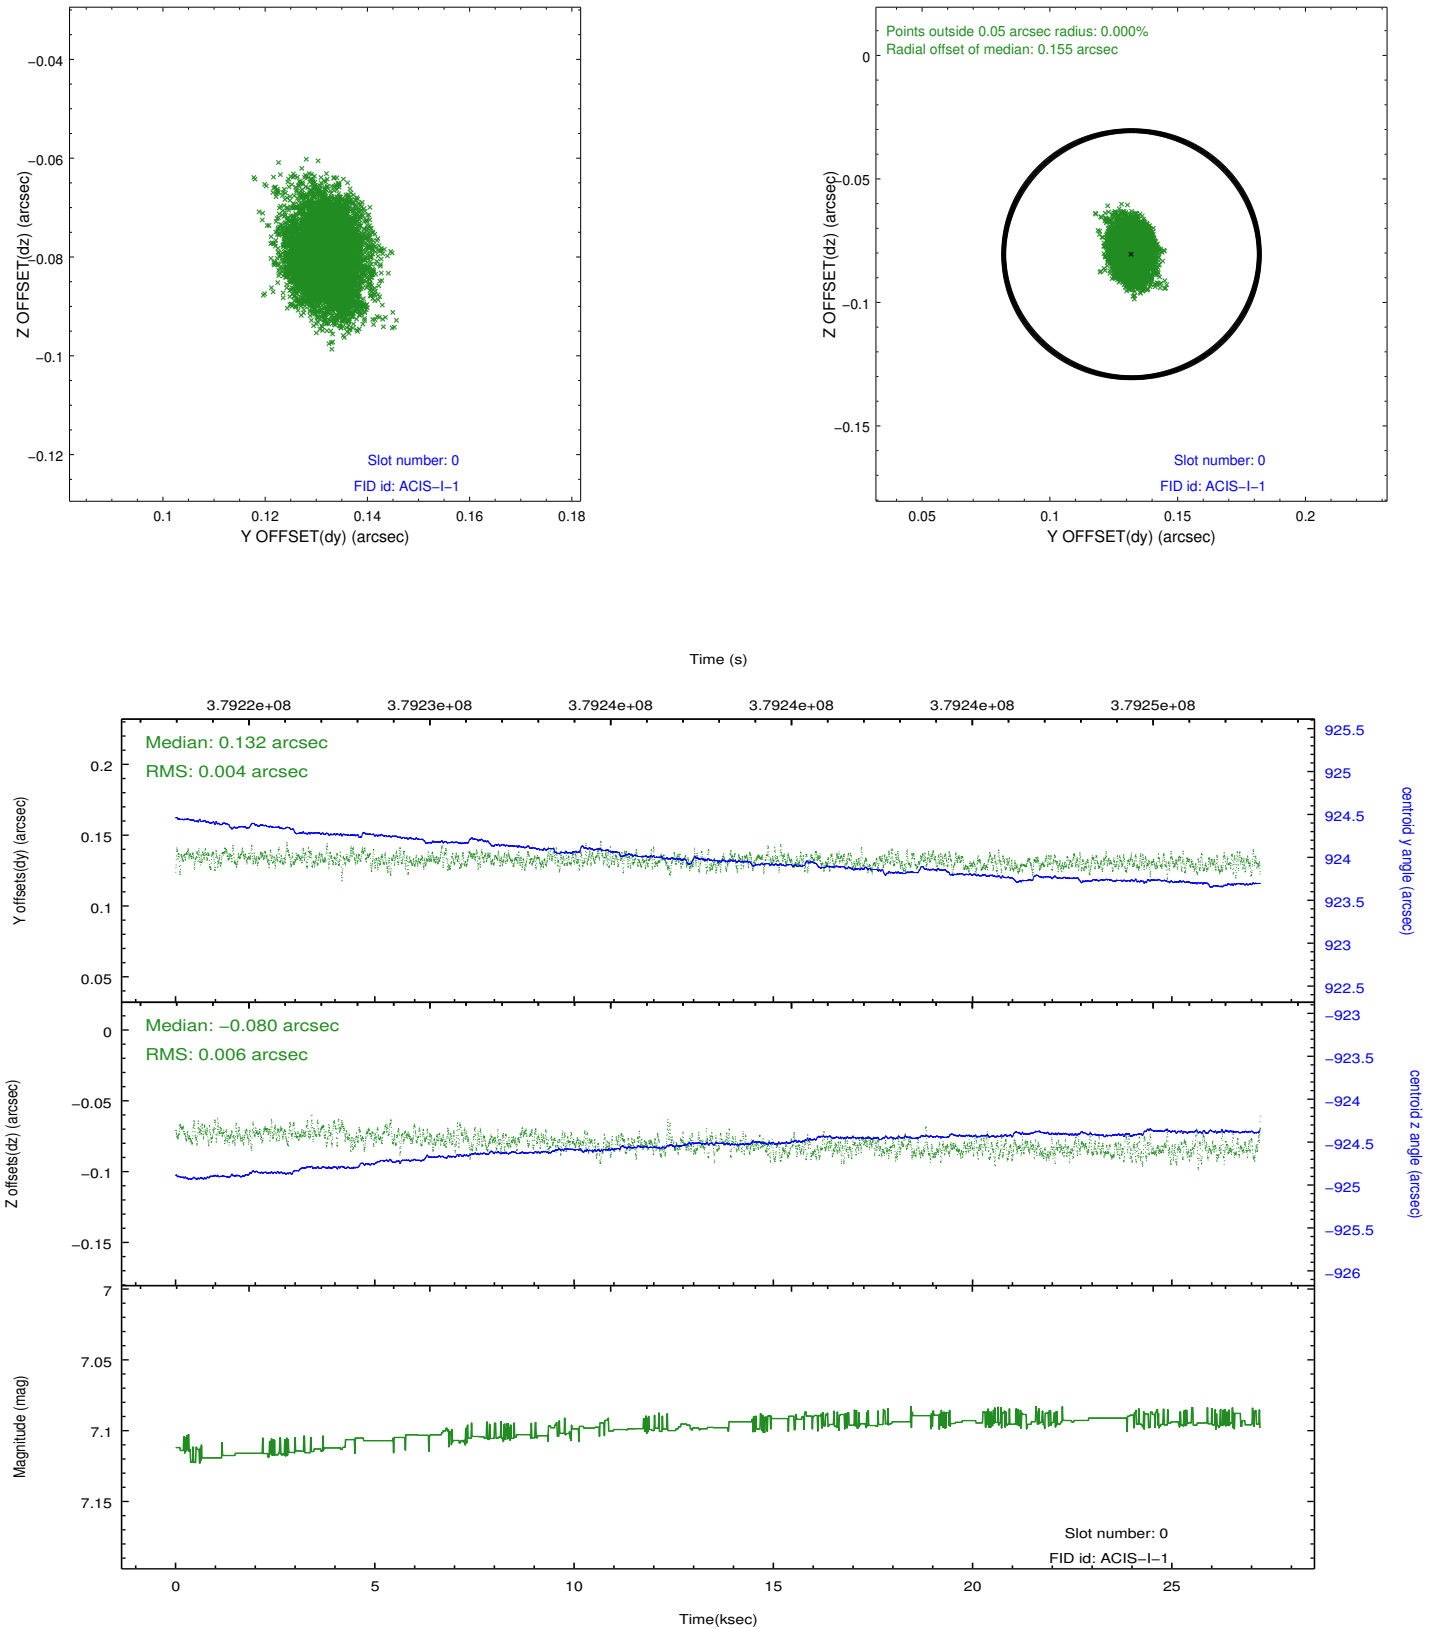 −0.04
−0.06
−0.08
−0.1
−0.12
Z OFFSET(dz) (arcsec)
Slot number: 0
FID id: ACIS−I−1
0.1
0.12
0.14
0.16
0.18
Y OFFSET(dy) (arcsec)
Points outside 0.05 arcsec radius: 0.000%
Radial offset of median: 0.155 arcsec
0
−0.05
−0.1
−0.15
Z OFFSET(dz) (arcsec)
Slot number: 0
FID id: ACIS−I−1
0.05
0.1
0.15
0.2
Y OFFSET(dy) (arcsec)
Time (s)
3.7922e+08
3.7923e+08
3.7924e+08
3.7924e+08
3.7924e+08
3.7925e+08
Median: 0.132 arcsec
RMS: 0.004 arcsec
0.2
0.15
0.1
0.05
Y offsets(dy) (arcsec)
925.5
925
924.5
924
923.5
923
922.5
centroid y angle (arcsec)
Median: −0.080 arcsec
RMS: 0.006 arcsec
0
−0.05
−0.1
−0.15
Z offsets(dz) (arcsec)
−923
−923.5
−924
−924.5
−925
−925.5
−926
centroid z angle (arcsec)
7
7.05
7.1
7.15
Magnitude (mag)
Slot number: 0
FID id: ACIS−I−1
0
5
10
15
20
25
Time(ksec)